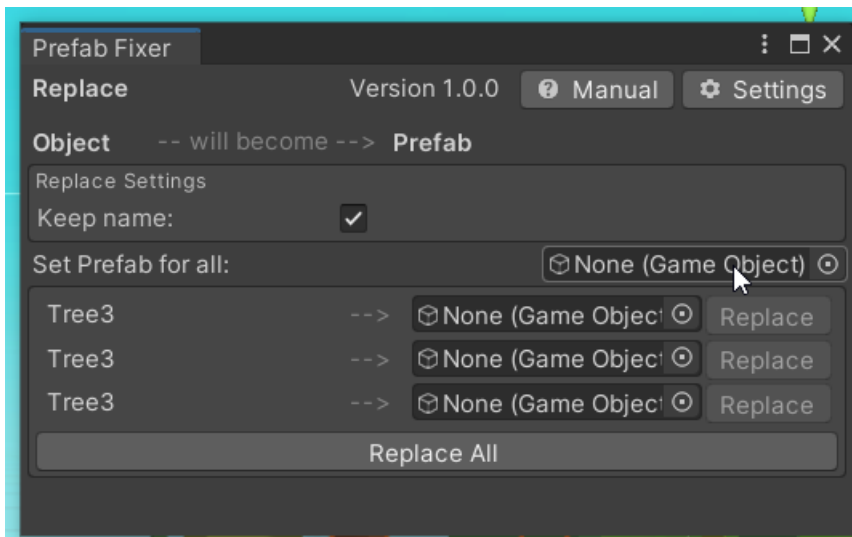 Prefab Fixer
Replace Version 1.0.0 Manual Settings
Object -- will become --> Prefab
Replace Settings
Keep name:
Set Prefab for all: None (Game Object)
Tree3 --> None (Game Object Replace
Tree3 --> None (Game Object Replace
Tree3 --> None (Game Object Replace
Replace All